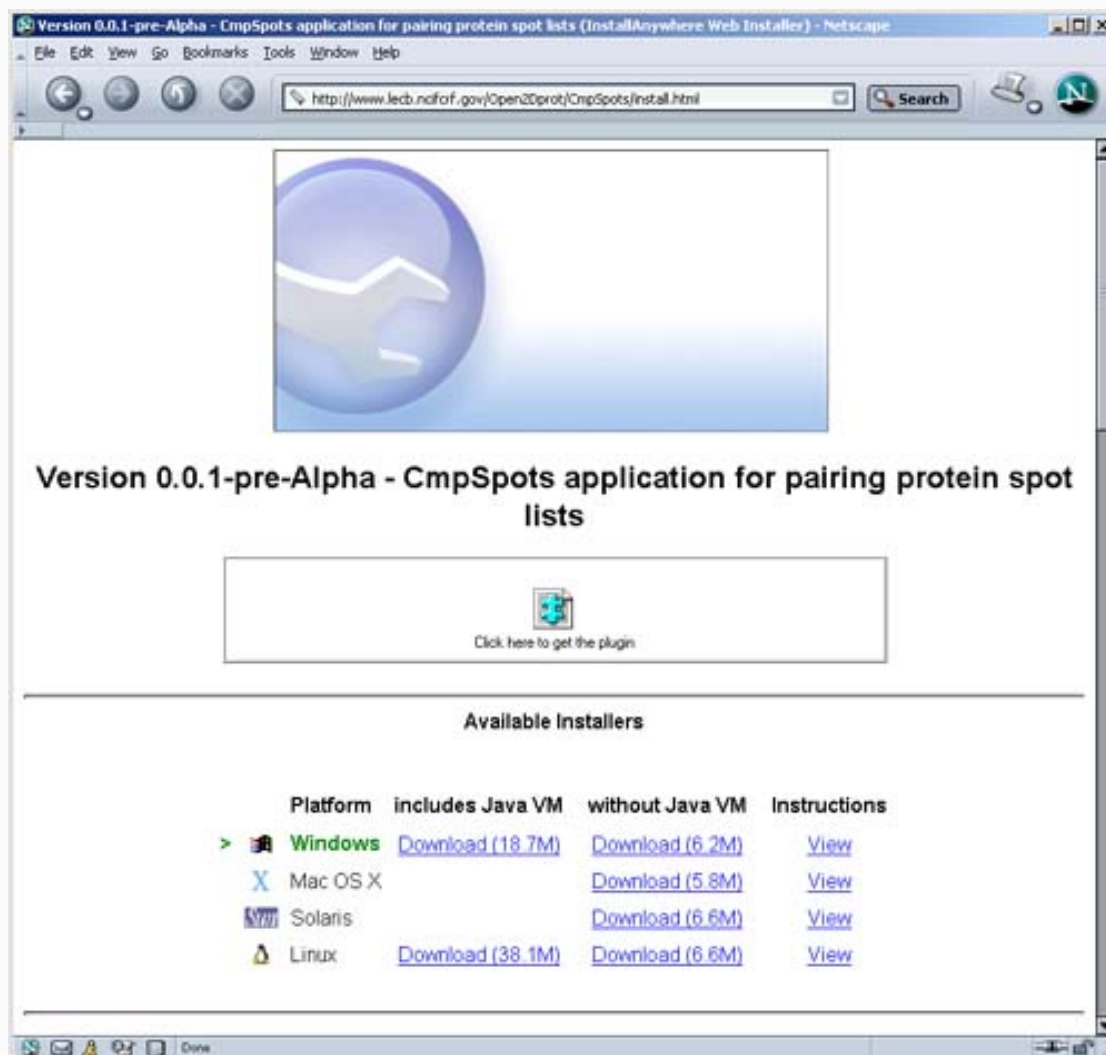 Version 0.0.1-pre-Alpha - CmpSpots application for pairing protein spot lists (InstallAnywhere Web Installer) - Netscape
File Edit View Go Bookmarks Tools Window Help
http://www.lecb.ncifcrf.gov/Open2Dprot/CmpSpots/install.html Search
Version 0.0.1-pre-Alpha - CmpSpots application for pairing protein spot
lists
Click here to get the plugin
Available Installers
Platform includes Java VM without Java VM Instructions
> Windows Download (18.7M) Download (6.2M) View
Mac OS X Download (5.8M) View
Solaris Download (6.6M) View
Linux Download (38.1M) Download (6.6M) View
Done